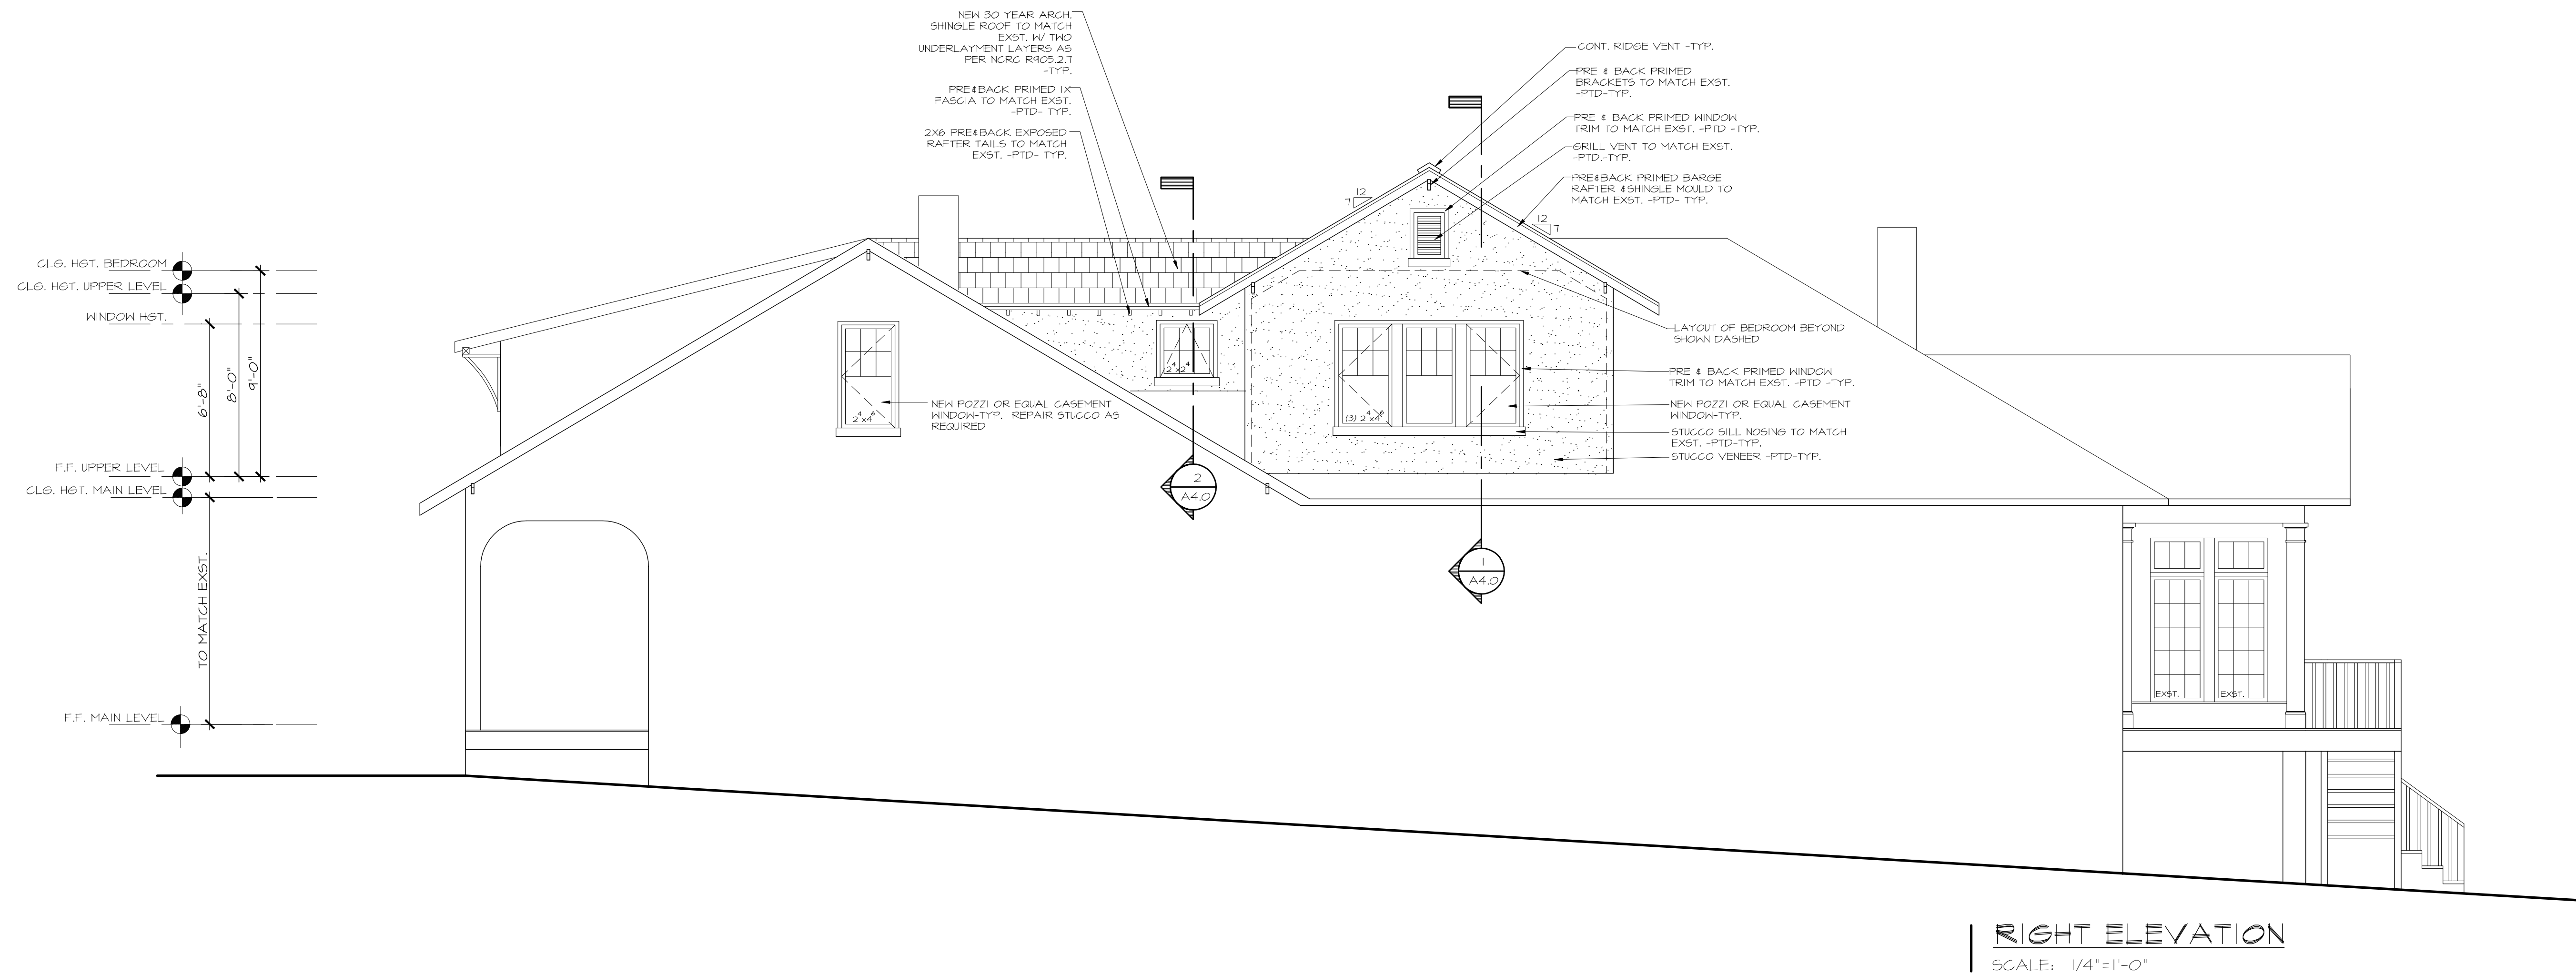 NEW 30 YEAR ARCH.
SHINGLE ROOF TO MATCH
EXST. W/ TWO
UNDERLAYMENT LAYERS AS
PER NCRC R905.2.7
-TYP.
PRE&BACK PRIMED 1X
FASCIA TO MATCH EXST.
-PTD- TYP.
2X6 PRE&BACK EXPOSED
RAFTER TAILS TO MATCH
EXST. -PTD- TYP.
CONT. RIDGE VENT -TYP.
PRE & BACK PRIMED
BRACKETS TO MATCH EXST.
-PTD-TYP.
PRE & BACK PRIMED WINDOW
TRIM TO MATCH EXST. -PTD -TYP.
GRILL VENT TO MATCH EXST.
-PTD.-TYP.
PRE&BACK PRIMED BARGE
RAFTER &SHINGLE MOULD TO
MATCH EXST. -PTD- TYP.
12
7
12
7
CLG. HGT. BEDROOM
CLG. HGT. UPPER LEVEL
WINDOW HGT.
6'-8"
8'-0"
9'-0"
F.F. UPPER LEVEL
CLG. HGT. MAIN LEVEL
TO MATCH EXST.
F.F. MAIN LEVEL
2⁴x4⁶
NEW POZZI OR EQUAL CASEMENT
WINDOW-TYP. REPAIR STUCCO AS
REQUIRED
2⁴x2⁴
(3) 2⁴x4⁶
LAYOUT OF BEDROOM BEYOND
SHOWN DASHED
PRE & BACK PRIMED WINDOW
TRIM TO MATCH EXST. -PTD -TYP.
NEW POZZI OR EQUAL CASEMENT
WINDOW-TYP.
STUCCO SILL NOSING TO MATCH
EXST. -PTD-TYP.
STUCCO VENEER -PTD-TYP.
2
A4.0
1
A4.0
EXST.
EXST.
RIGHT ELEVATION
SCALE: 1/4"=1'-0"